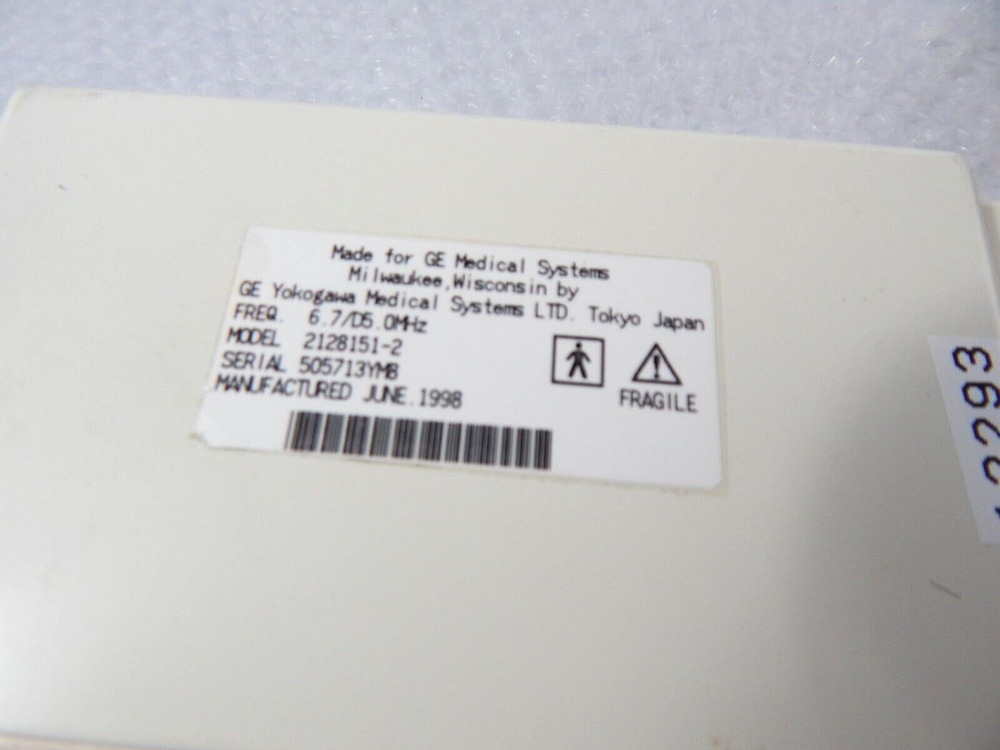 Made for GE Medical Systems
Milwaukee,Wisconsin by
GE Yokogawa Medical Systems LTD. Tokyo Japan
FREQ. 6.7/D5.0MHz
MODEL 2128151-2
SERIAL 505713YM8
MANUFACTURED JUNE.1998
FRAGILE
2293